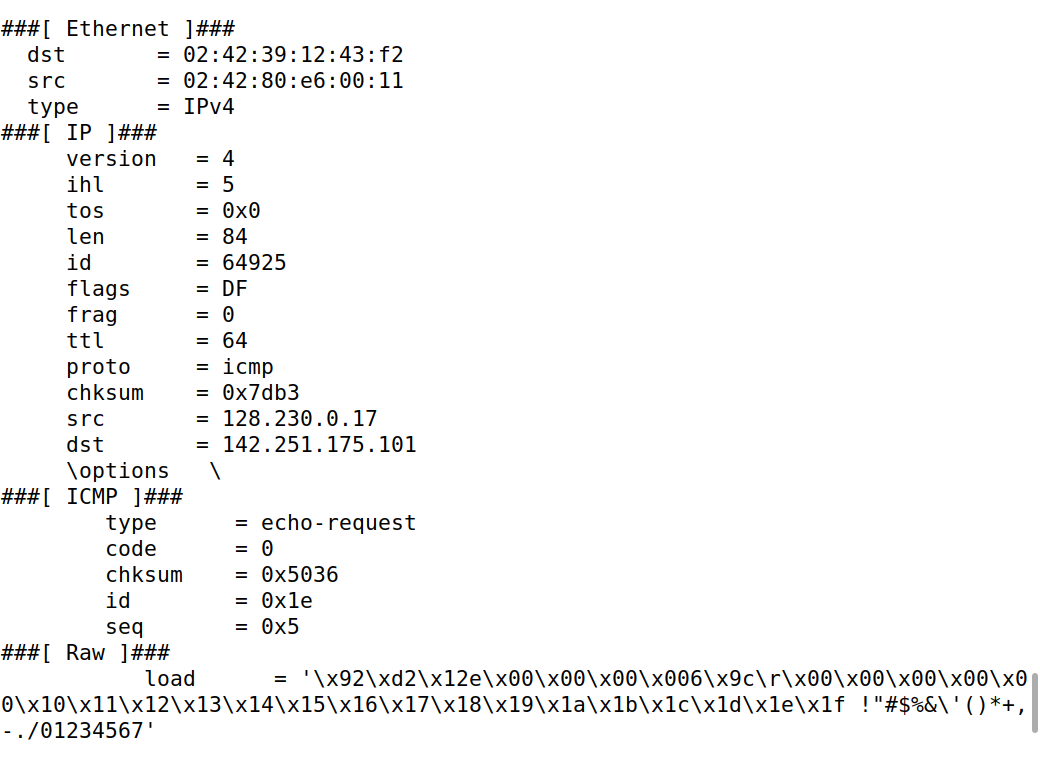 ###[ Ethernet ]###
  dst       = 02:42:39:12:43:f2
  src       = 02:42:80:e6:00:11
  type      = IPv4
###[ IP ]###
     version   = 4
     ihl       = 5
     tos       = 0x0
     len       = 84
     id        = 64925
     flags     = DF
     frag      = 0
     ttl       = 64
     proto     = icmp
     chksum    = 0x7db3
     src       = 128.230.0.17
     dst       = 142.251.175.101
     \options   \
###[ ICMP ]###
        type      = echo-request
        code      = 0
        chksum    = 0x5036
        id        = 0x1e
        seq       = 0x5
###[ Raw ]###
           load      = '\x92\xd2\x12e\x00\x00\x00\x006\x9c\r\x00\x00\x00\x00\x0
0\x10\x11\x12\x13\x14\x15\x16\x17\x18\x19\x1a\x1b\x1c\x1d\x1e\x1f !"#$%&\'()*+,
-./01234567'